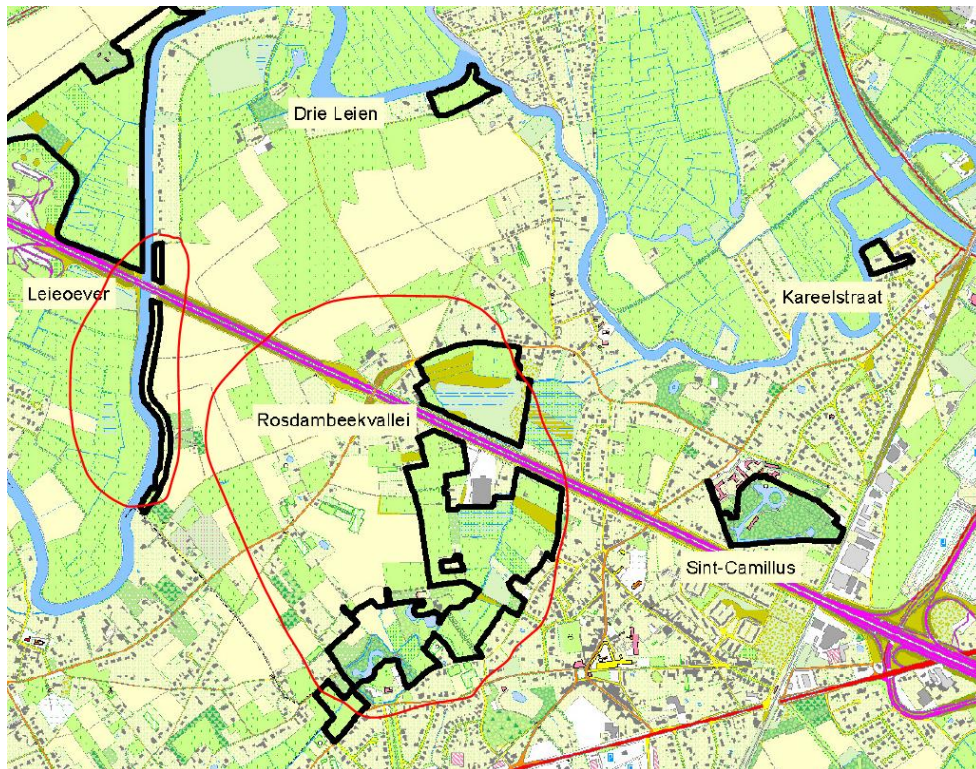 Drie Leien
Leieoever
Kareelstraat
Rosdambeekvallei
Sint-Camillus